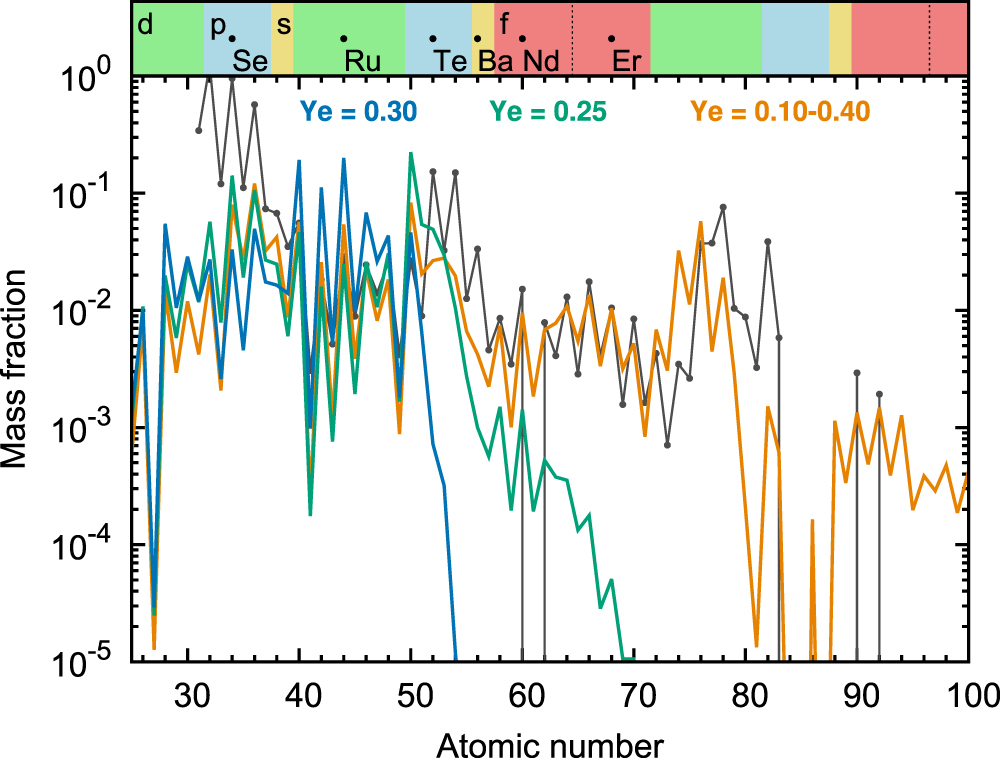 d p s f
Se Ru Te Ba Nd Er
Ye = 0.30 Ye = 0.25 Ye = 0.10-0.40
10^0
10^-1
10^-2
10^-3
10^-4
10^-5
Mass fraction
30 40 50 60 70 80 90 100
Atomic number